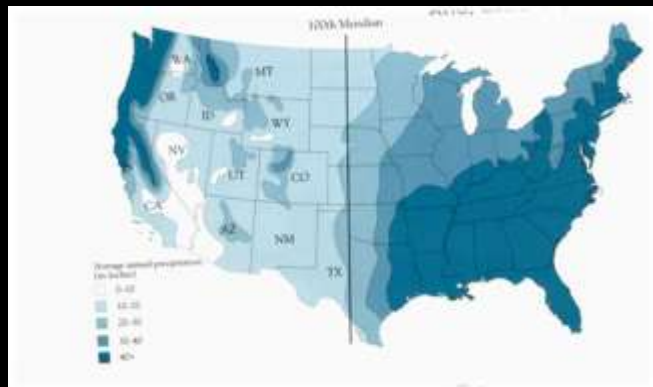 100th Meridian
WA
MT
OR
ID
WY
NV
UT
CO
CA
AZ
NM
TX
Average annual precipitation
(in inches)
0-10
10-20
20-30
30-40
40+